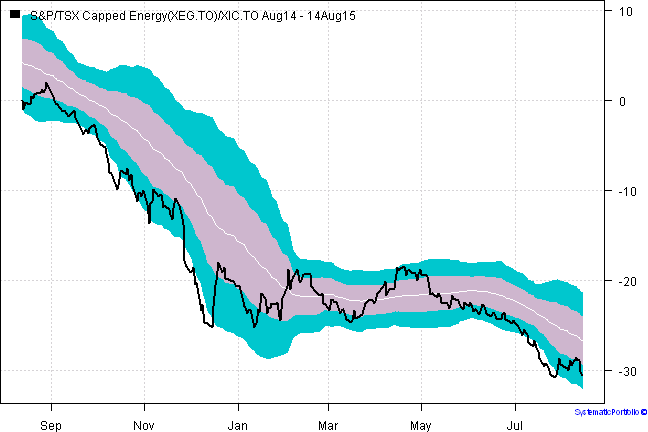 S&P/TSX Capped Energy(XEG.TO)/XIC.TO Aug14 - 14Aug15
10
0
-10
-20
-30
Sep Nov Jan Mar May Jul
SystematicPortfolio ©